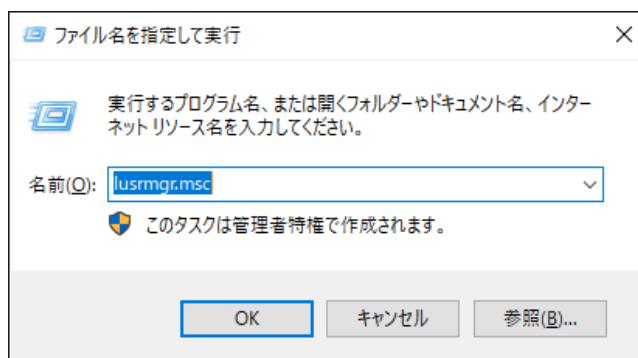 ファイル名を指定して実行
実行するプログラム名、または開くフォルダーやドキュメント名、インター
ネット リソース名を入力してください。
名前(O): lusrmgr.msc
このタスクは管理者特権で作成されます。
OK キャンセル 参照(B)...